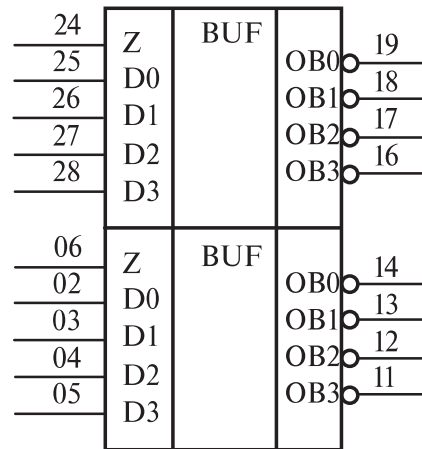 24 Z BUF OB0 19
25 D0 OB1 18
26 D1 OB2 17
27 D2 OB3 16
28 D3
06 Z BUF OB0 14
02 D0 OB1 13
03 D1 OB2 12
04 D2 OB3 11
05 D3